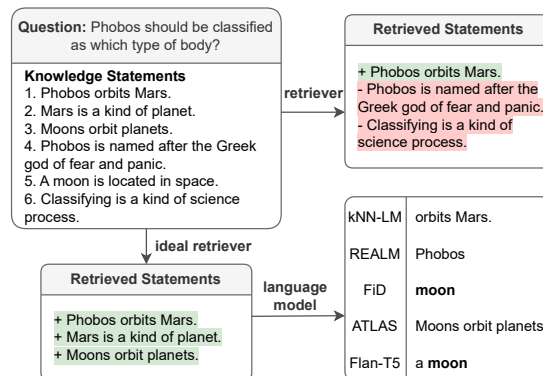 Question: Phobos should be classified
as which type of body?
Knowledge Statements
1. Phobos orbits Mars.
2. Mars is a kind of planet.
3. Moons orbit planets.
4. Phobos is named after the Greek
god of fear and panic.
5. A moon is located in space.
6. Classifying is a kind of science
process.
retriever
Retrieved Statements
+ Phobos orbits Mars.
- Phobos is named after the
Greek god of fear and panic.
- Classifying is a kind of
science process.
ideal retriever
Retrieved Statements
+ Phobos orbits Mars.
+ Mars is a kind of planet.
+ Moons orbit planets.
language
model
kNN-LM orbits Mars.
REALM Phobos
FiD moon
ATLAS Moons orbit planets
Flan-T5 a moon